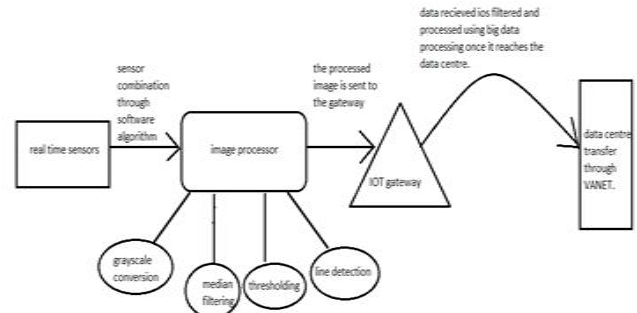 data recieved ios filtered and
processed using big data
processing once it reaches the
data centre.
sensor
combination
through
software
algorithm
the processed
image is sent to
the gateway
real time sensors
image processor
IOT gateway
data centre
transfer
through
VANET.
grayscale
conversion
median
filtering
thresholding
line detection